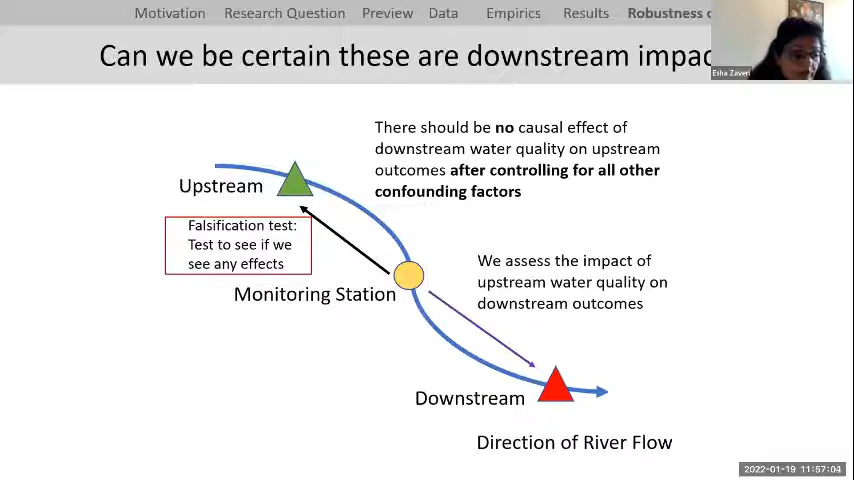 Motivation Research Question Preview Data Empirics Results Robustness
Can we be certain these are downstream
Esha Zaveri
There should be no causal effect of
downstream water quality on upstream
outcomes after controlling for all other
confounding factors
Upstream
Falsification test:
Test to see if we
see any effects
We assess the impact of
upstream water quality on
downstream outcomes
Monitoring Station
Downstream
Direction of River Flow
2022-01-19 11:57:04